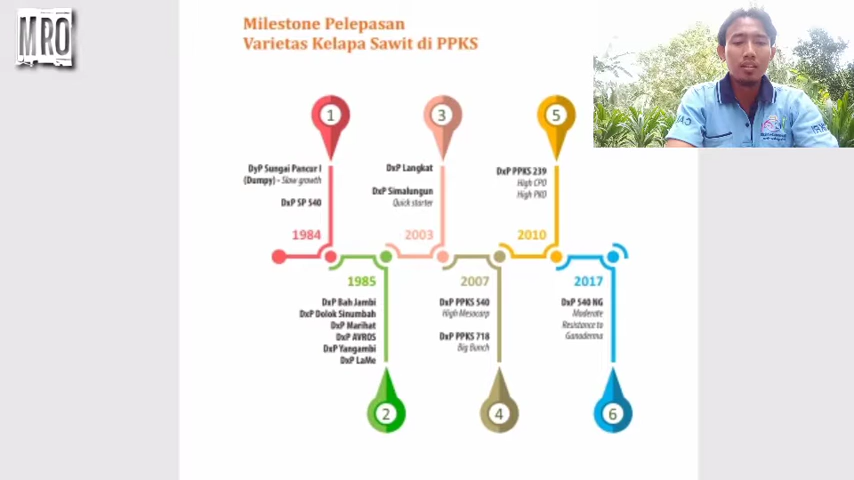 MRO
Milestone Pelepasan
Varietas Kelapa Sawit di PPKS
1
3
5
DyP Sungai Pancur I
(Dumpy) - Slow growth
DxP SP 540
DxP Langkat
DxP Simalungun
Quick starter
DxP PPKS 239
High CPO
High PKO
1984
2003
2010
1985
2007
2017
DxP Bah Jambi
DxP Dolok Sinumbah
DxP Marihat
DxP AVROS
DxP Yangambi
DxP LaMe
DxP PPKS 540
High Mesocarp
DxP PPKS 718
Big Bunch
DxP 540 NG
Moderate
Resistance to
Ganoderma
2
4
6